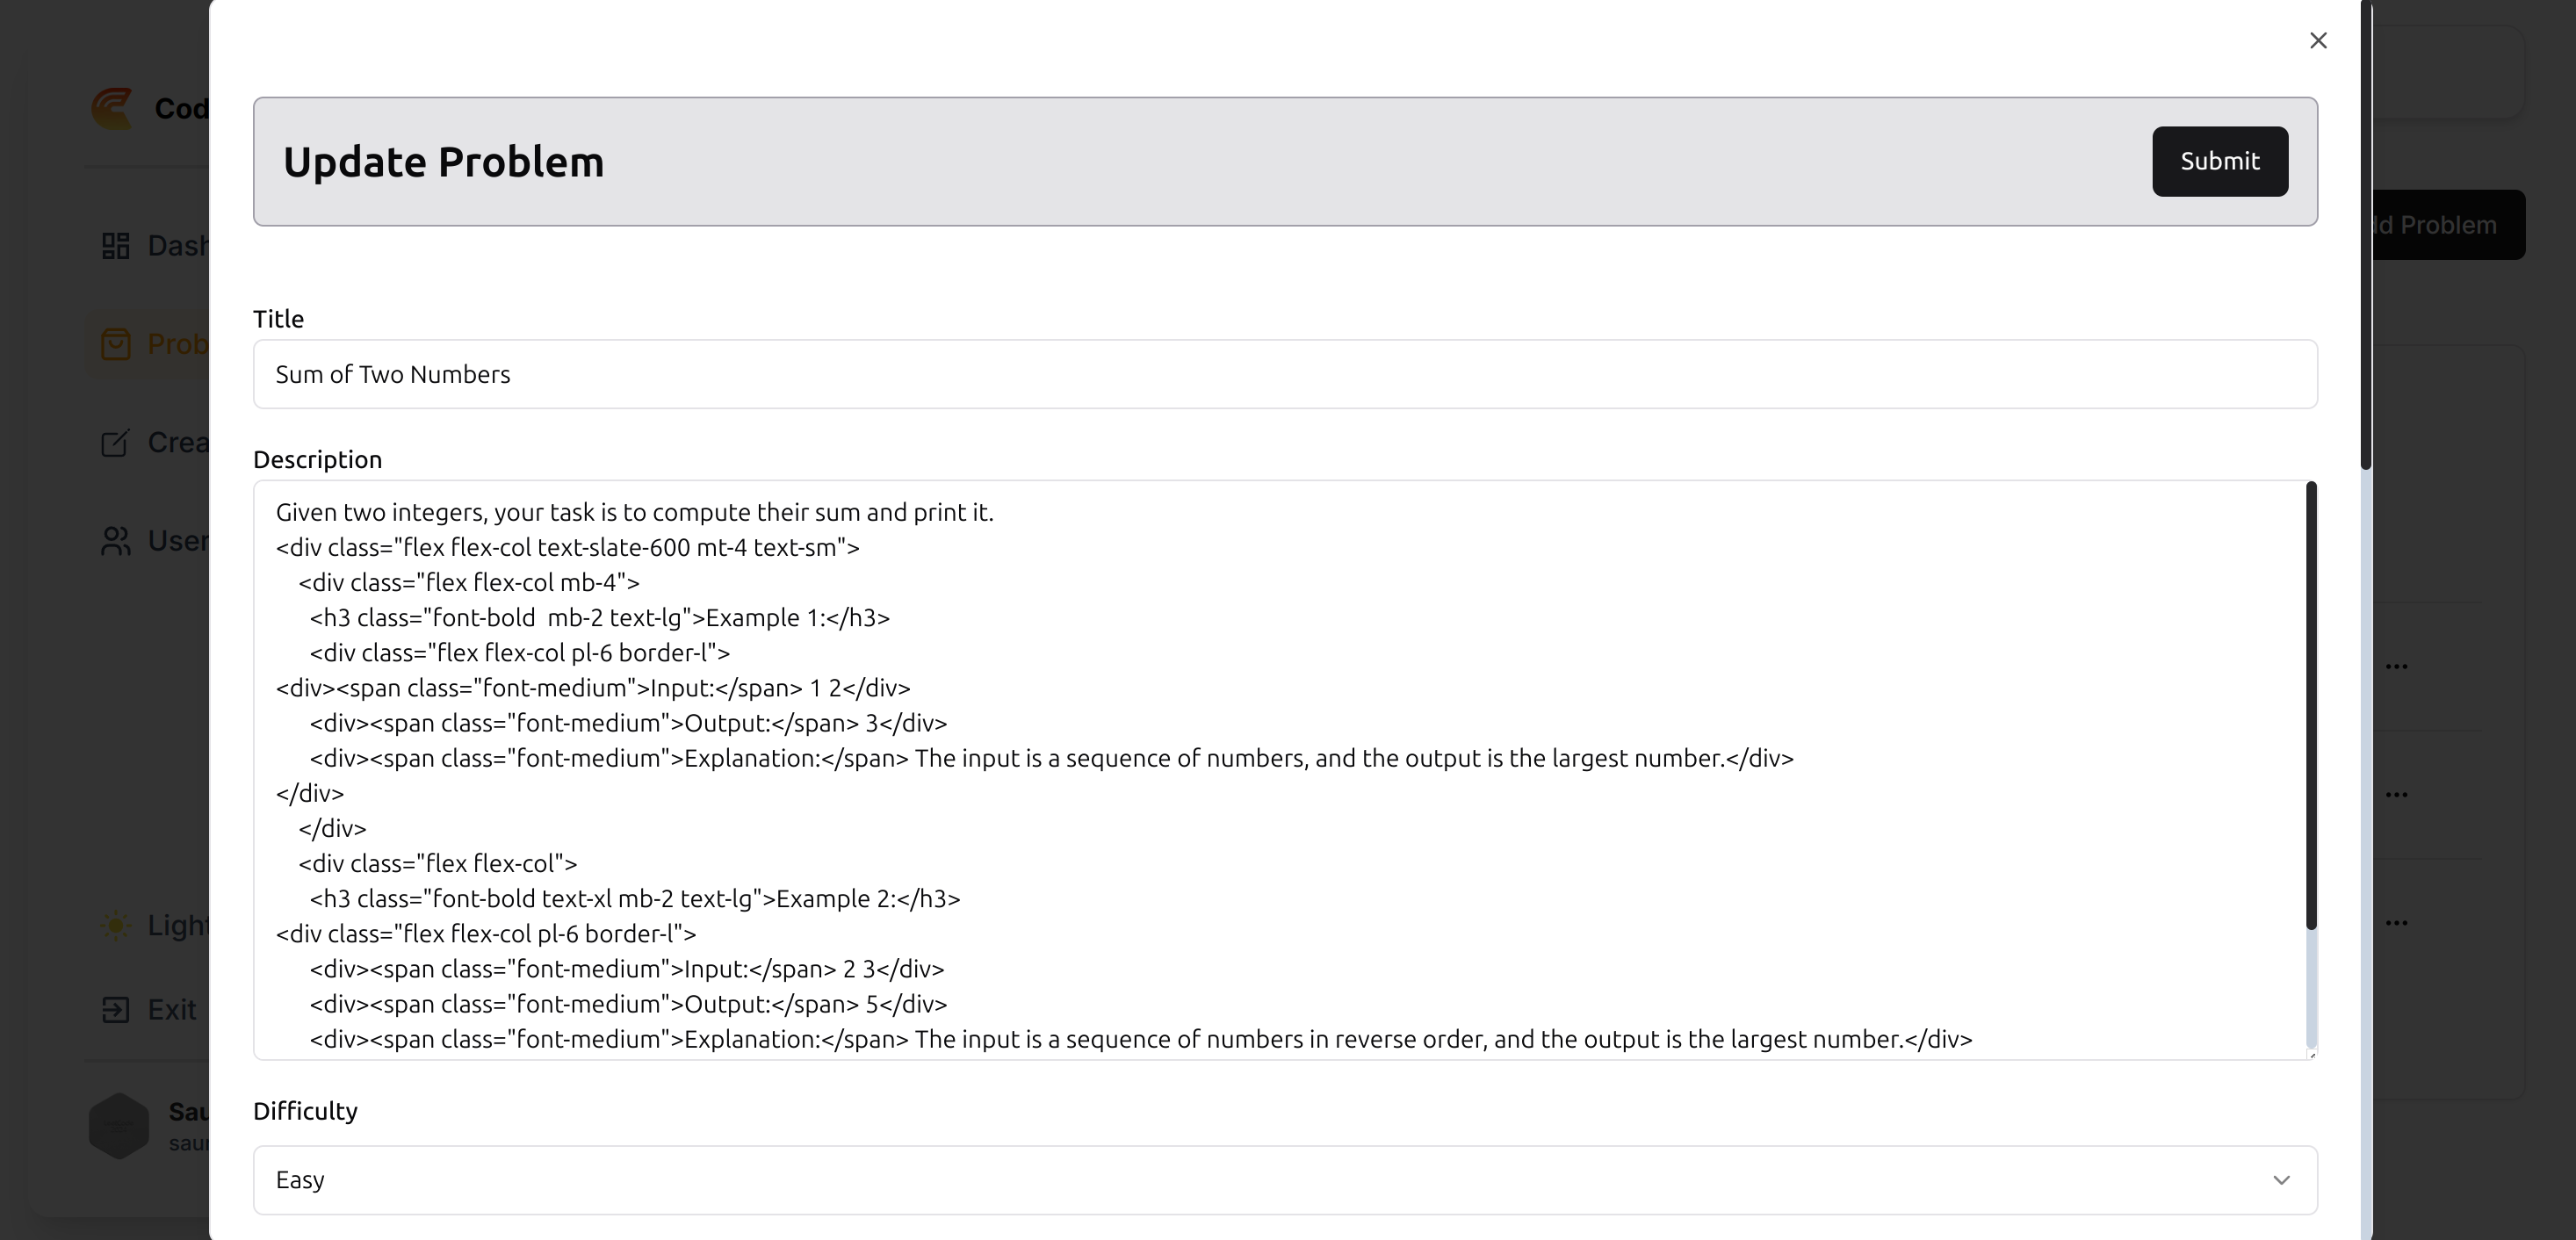 Update Problem
Submit
Title
Sum of Two Numbers
Description
Given two integers, your task is to compute their sum and print it.
<div class="flex flex-col text-slate-600 mt-4 text-sm">
<div class="flex flex-col mb-4">
<h3 class="font-bold  mb-2 text-lg">Example 1:</h3>
<div class="flex flex-col pl-6 border-l">
<div><span class="font-medium">Input:</span> 1 2</div>
<div><span class="font-medium">Output:</span> 3</div>
<div><span class="font-medium">Explanation:</span> The input is a sequence of numbers, and the output is the largest number.</div>
</div>
</div>
<div class="flex flex-col">
<h3 class="font-bold text-xl mb-2 text-lg">Example 2:</h3>
<div class="flex flex-col pl-6 border-l">
<div><span class="font-medium">Input:</span> 2 3</div>
<div><span class="font-medium">Output:</span> 5</div>
<div><span class="font-medium">Explanation:</span> The input is a sequence of numbers in reverse order, and the output is the largest number.</div>
Difficulty
Easy
Cod
Dash
Prob
Crea
User
Light
Exit
Sau
saur
dd Problem